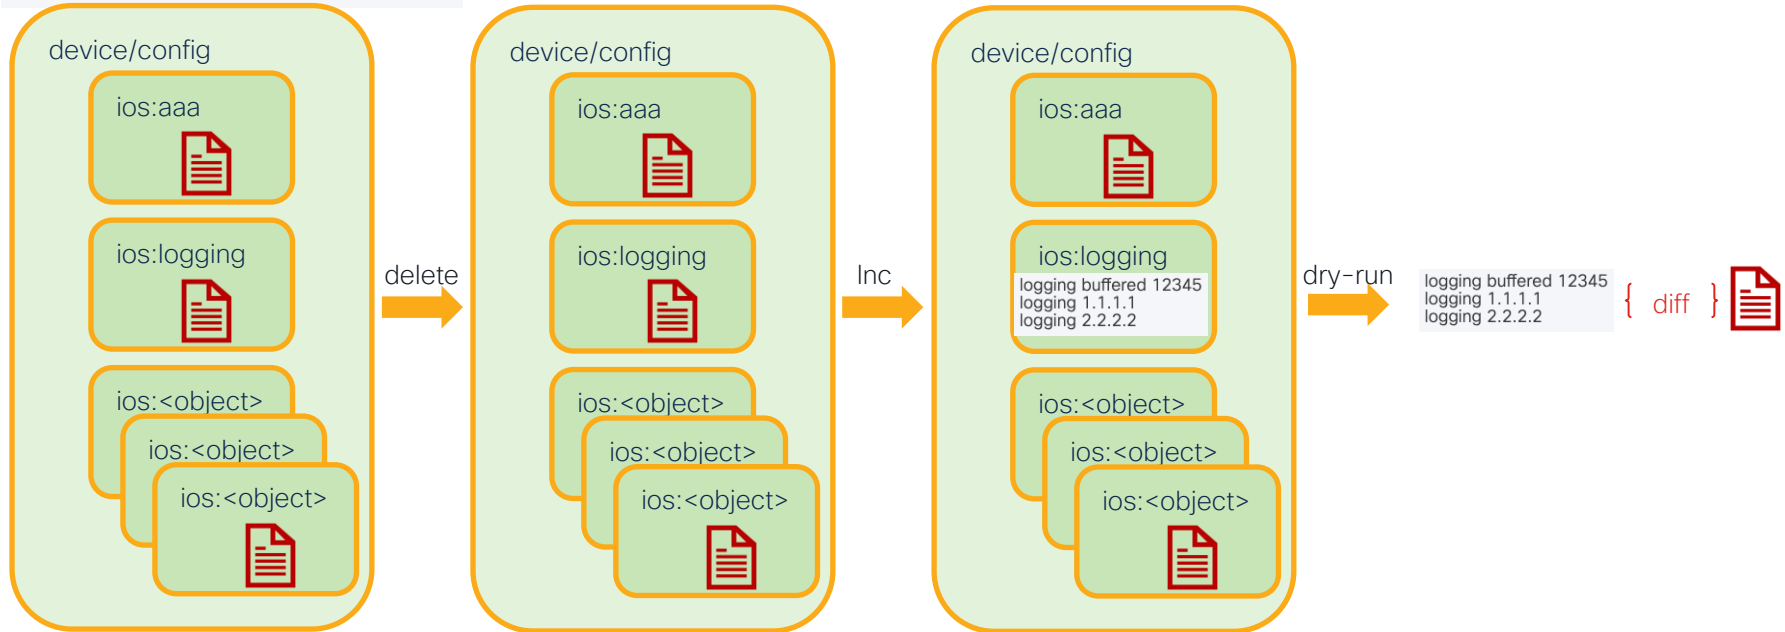 device/config
ios:aaa
ios:logging
ios:<object>
ios:<object>
ios:<object>
delete
device/config
ios:aaa
ios:logging
ios:<object>
ios:<object>
ios:<object>
lnc
device/config
ios:aaa
ios:logging
logging buffered 12345
logging 1.1.1.1
logging 2.2.2.2
ios:<object>
ios:<object>
ios:<object>
dry-run
logging buffered 12345
logging 1.1.1.1
logging 2.2.2.2
{ diff }